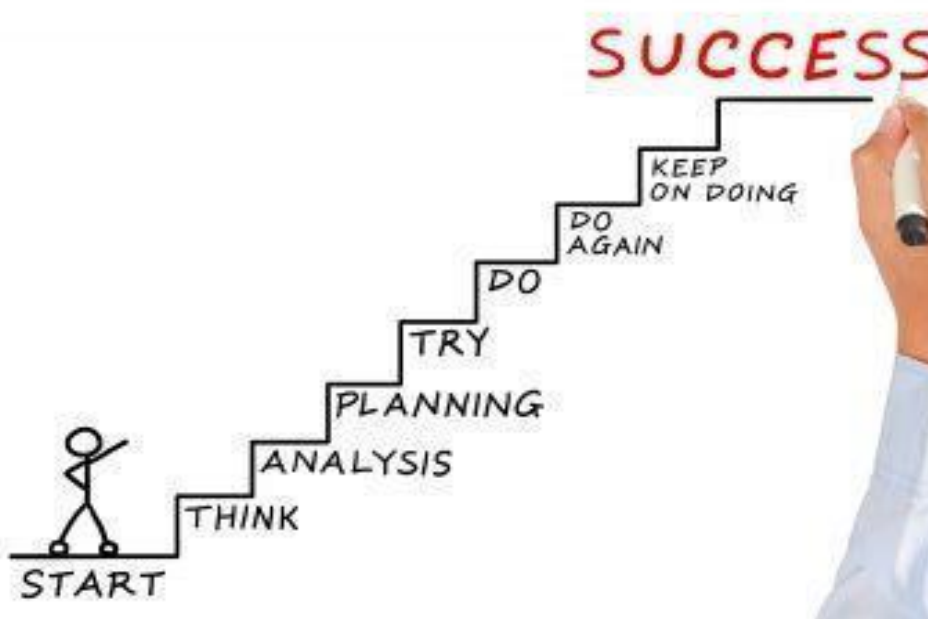 SUCCESS
KEEP
ON DOING
DO
AGAIN
DO
TRY
PLANNING
ANALYSIS
THINK
START